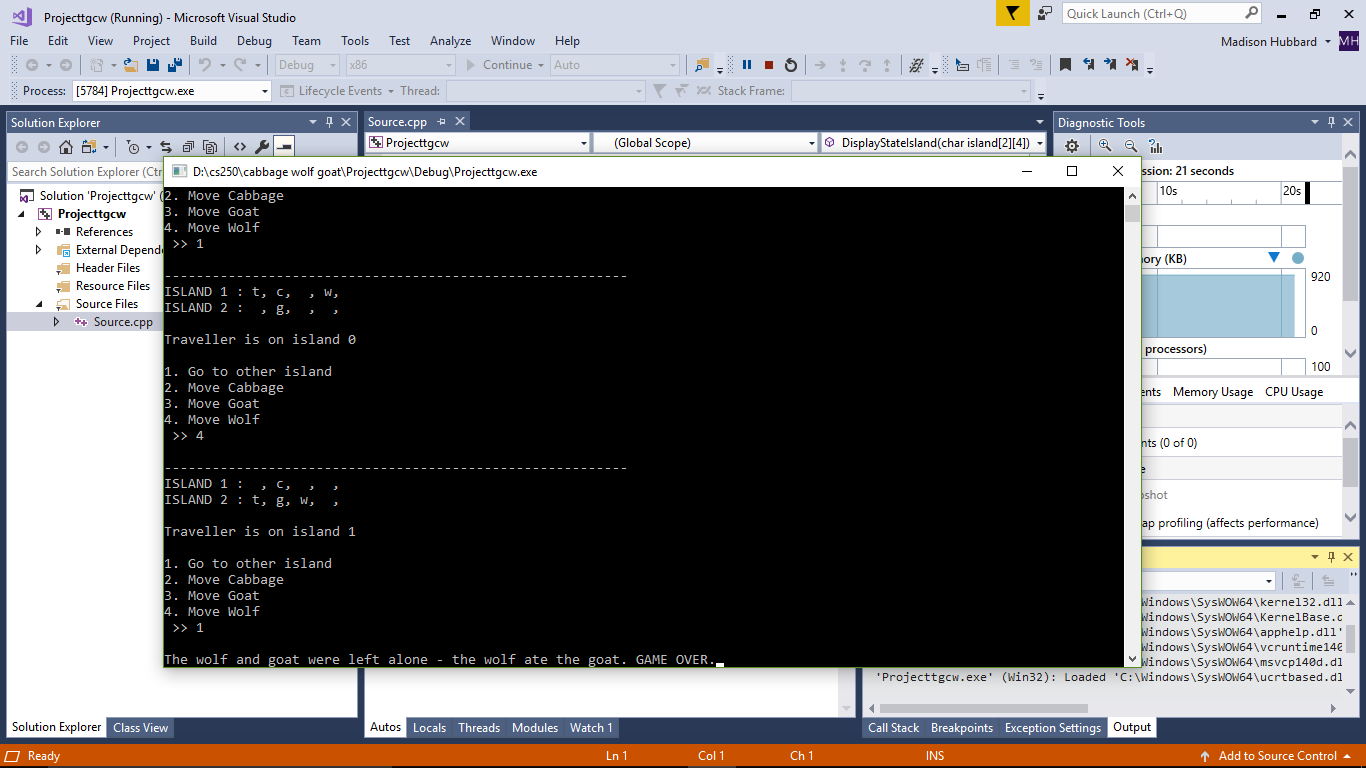 Projecttgcw (Running) - Microsoft Visual Studio
Quick Launch (Ctrl+Q)
File Edit View Project Build Debug Team Tools Test Analyze Window Help
Madison Hubbard MH
Debug x86 Continue Auto
Process: [5784] Projecttgcw.exe Lifecycle Events Thread: Stack Frame:
Solution Explorer
Search Solution Explorer (Ctr
Solution 'Projecttgcw' (
Projecttgcw
References
External Depende
Header Files
Resource Files
Source Files
Source.cpp
Solution Explorer Class View
Source.cpp
Projecttgcw (Global Scope) DisplayStateIsland(char island[2][4])
D:\cs250\cabbage wolf goat\Projecttgcw\Debug\Projecttgcw.exe
2. Move Cabbage
3. Move Goat
4. Move Wolf
>> 1
----------------------------------------------------------
ISLAND 1 : t, c,  , w,
ISLAND 2 :  , g,  ,  ,
Traveller is on island 0
1. Go to other island
2. Move Cabbage
3. Move Goat
4. Move Wolf
>> 4
----------------------------------------------------------
ISLAND 1 :  , c,  ,  ,
ISLAND 2 : t, g, w,  ,
Traveller is on island 1
1. Go to other island
2. Move Cabbage
3. Move Goat
4. Move Wolf
>> 1
The wolf and goat were left alone - the wolf ate the goat. GAME OVER.
Autos Locals Threads Modules Watch 1
Diagnostic Tools
ssion: 21 seconds
10s 20s
ory (KB)
920
0
processors)
100
ents Memory Usage CPU Usage
nts (0 of 0)
e
pshot
ap profiling (affects performance)
Windows\SysWOW64\kernel32.dll
Windows\SysWOW64\KernelBase.d
Windows\SysWOW64\apphelp.dll'
Windows\SysWOW64\vcruntime140
Windows\SysWOW64\msvcp140d.dl
'Projecttgcw.exe' (Win32): Loaded 'C:\Windows\SysWOW64\ucrtbased.dl
Call Stack Breakpoints Exception Settings Output
Ready Ln 1 Col 1 Ch 1 INS Add to Source Control